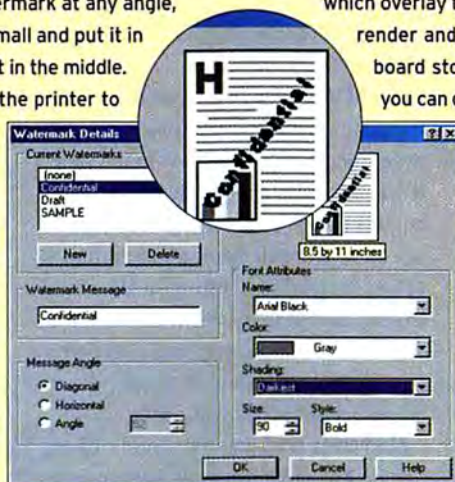 ermark at any angle,
mall and put it in
t in the middle.
the printer to
which overlay t
render and
board sto
you can
H
Confidential
Watermark Details
Current Watermarks
(none)
Confidential
Draft
SAMPLE
New
Delete
Watermark Message
Confidential
Message Angle
Diagonal
Horizontal
Angle
52
Confidential
8.5 by 11 inches
Font Attributes
Name:
Arial Black
Color:
Gray
Shading:
Darkest
Size:
90
Style:
Bold
OK
Cancel
Help